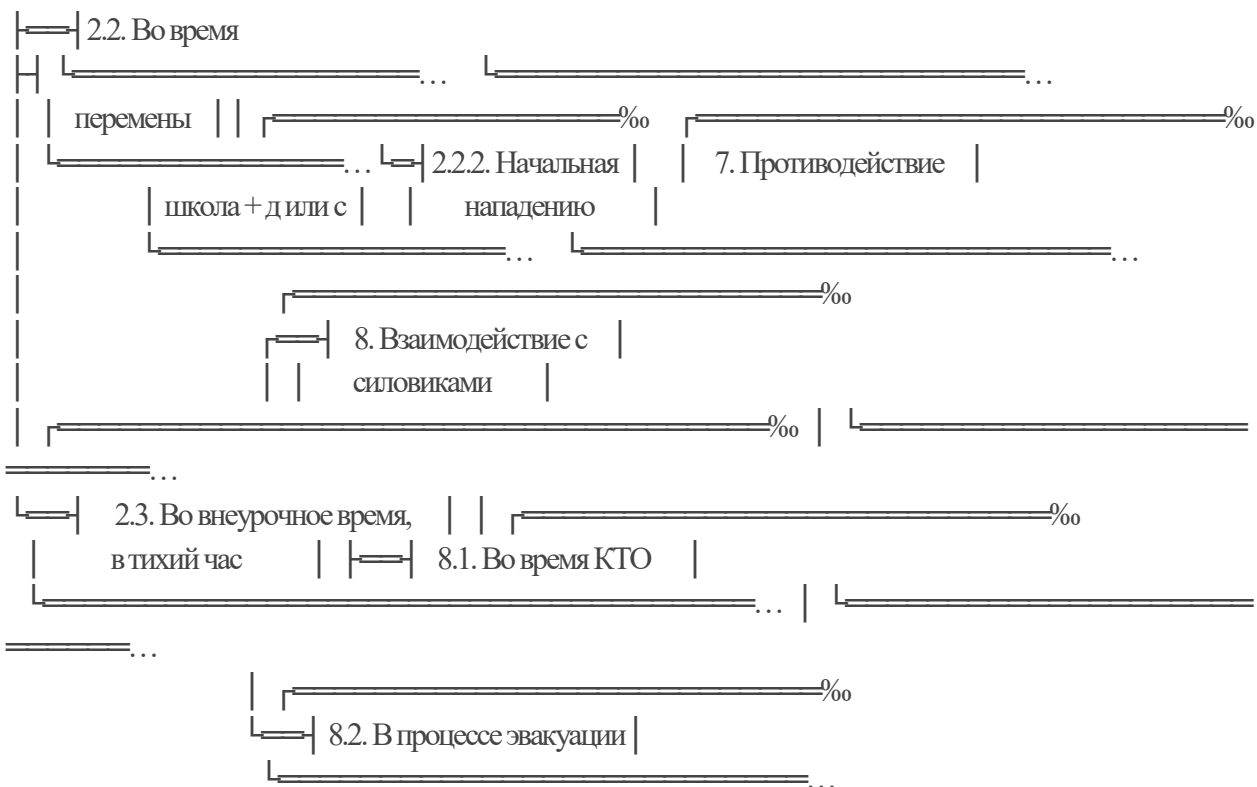 2.2. Во время
… …
перемены ‰ ‰
… 2.2.2. Начальная 7. Противодействие
школа + д или с нападению
… …
‰
8. Взаимодействие с
силовиками
‰
…
2.3. Во внеурочное время, ‰
в тихий час 8.1. Во время КТО
…
…
‰
8.2. В процессе эвакуации
…